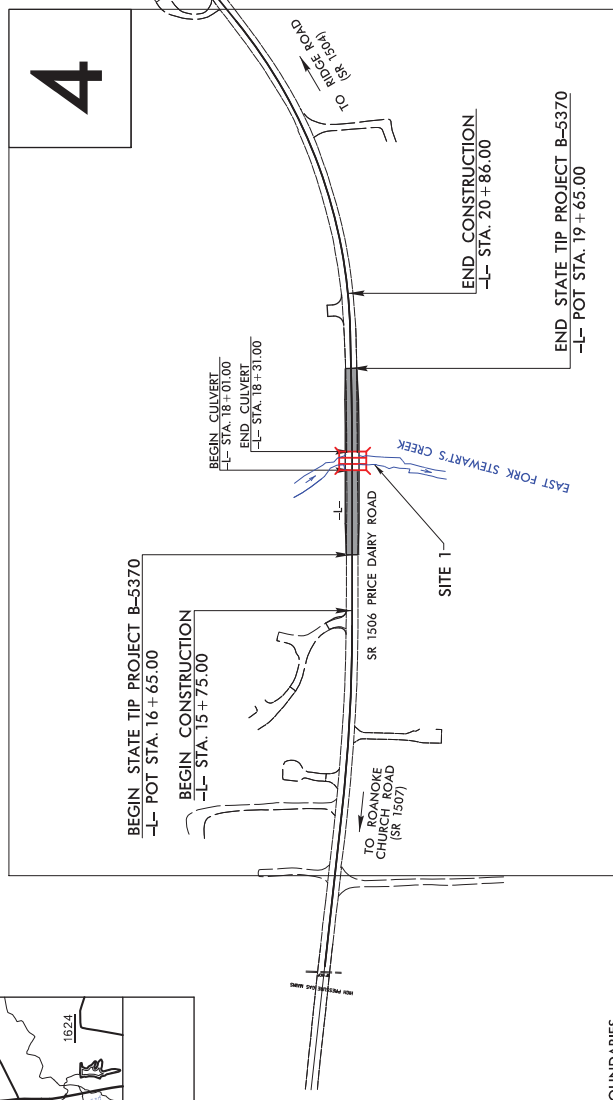 4
TO RIDGE ROAD
(SR 1504)
END CONSTRUCTION
-L- STA. 20+86.00
END STATE TIP PROJECT B-5370
-L- POT STA. 19+65.00
BEGIN CULVERT
-L- STA. 18+01.00
END CULVERT
-L- STA. 18+31.00
EAST FORK STEWART'S CREEK
-L-
SR 1506 PRICE DAIRY ROAD
SITE 1
BEGIN STATE TIP PROJECT B-5370
-L- POT STA. 16+65.00
BEGIN CONSTRUCTION
-L- STA. 15+75.00
TO ROANOKE
CHURCH ROAD
(SR 1507)
HIGH PRESSURE GAS MAINS
1624
OUNDARIES